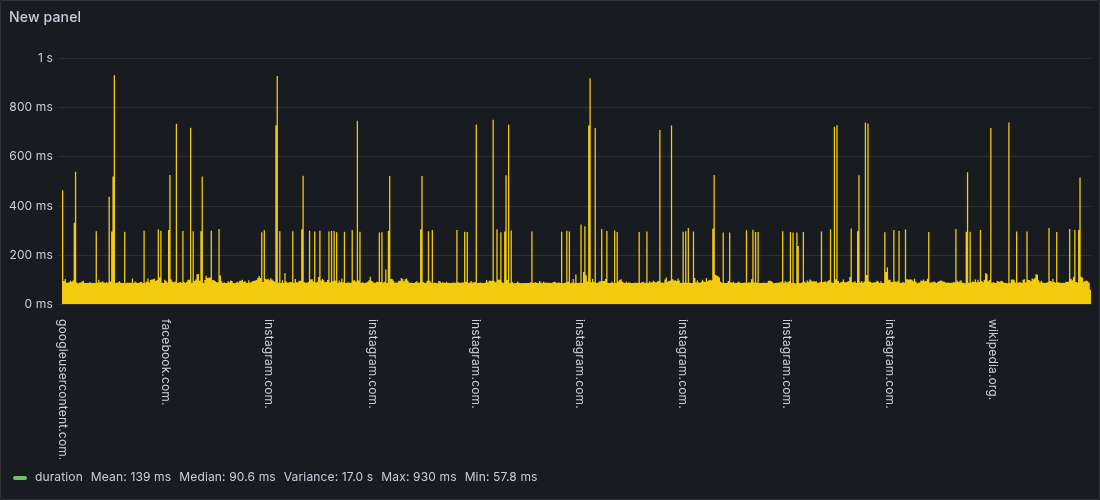 New panel
1 s
800 ms
600 ms
400 ms
200 ms
0 ms
googleusercontent.com.
facebook.com.
instagram.com.
instagram.com.
instagram.com.
instagram.com.
instagram.com.
instagram.com.
instagram.com.
wikipedia.org.
duration Mean: 139 ms Median: 90.6 ms Variance: 17.0 s Max: 930 ms Min: 57.8 ms